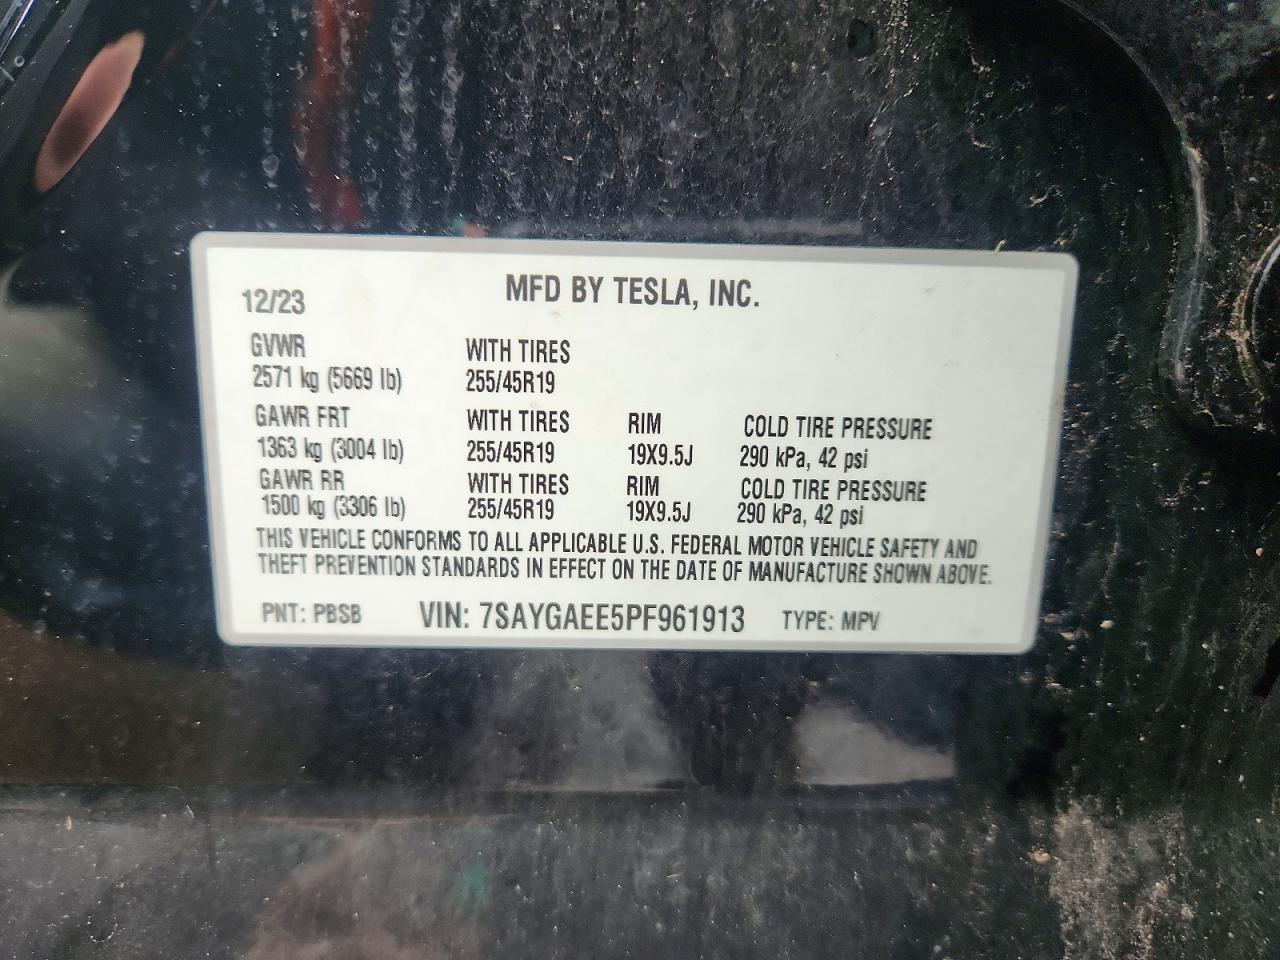 MFD BY TESLA, INC.
12/23
GVWR WITH TIRES
2571 kg (5669 lb) 255/45R19
GAWR FRT WITH TIRES RIM COLD TIRE PRESSURE
1363 kg (3004 lb) 255/45R19 19X9.5J 290 kPa, 42 psi
GAWR RR WITH TIRES RIM COLD TIRE PRESSURE
1500 kg (3306 lb) 255/45R19 19X9.5J 290 kPa, 42 psi
THIS VEHICLE CONFORMS TO ALL APPLICABLE U.S. FEDERAL MOTOR VEHICLE SAFETY AND
THEFT PREVENTION STANDARDS IN EFFECT ON THE DATE OF MANUFACTURE SHOWN ABOVE.
PNT: PBSB VIN: 7SAYGAEE5PF961913 TYPE: MPV